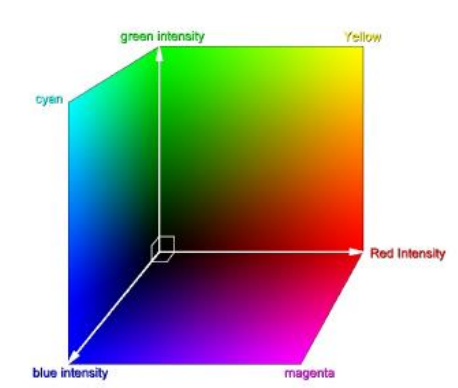 green intensity
Yellow
cyan
Red Intensity
blue intensity
magenta